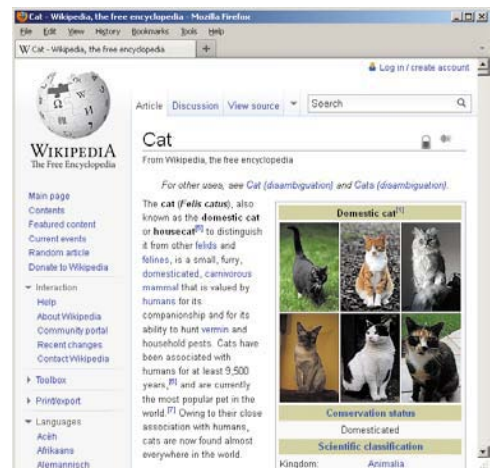 Cat - Wikipedia, the free encyclopedia - Mozilla Firefox
File Edit View History Bookmarks Tools Help
W Cat - Wikipedia, the free encyclopedia +
Log in / create account
Article Discussion View source Search
WIKIPEDIA
The Free Encyclopedia
Main page
Contents
Featured content
Current events
Random article
Donate to Wikipedia
Interaction
Help
About Wikipedia
Community portal
Recent changes
Contact Wikipedia
Toolbox
Print/export
Languages
Acèh
Afrikaans
Alemannisch
Cat
From Wikipedia, the free encyclopedia
For other uses, see Cat (disambiguation) and Cats (disambiguation).
The cat (Felis catus), also
known as the domestic cat
or housecat[5] to distinguish
it from other felids and
felines, is a small, furry,
domesticated, carnivorous
mammal that is valued by
humans for its
companionship and for its
ability to hunt vermin and
household pests. Cats have
been associated with
humans for at least 9,500
years,[6] and are currently
the most popular pet in the
world.[7] Owing to their close
association with humans,
cats are now found almost
everywhere in the world.
Domestic cat[1]
Conservation status
Domesticated
Scientific classification
Kingdom: Animalia